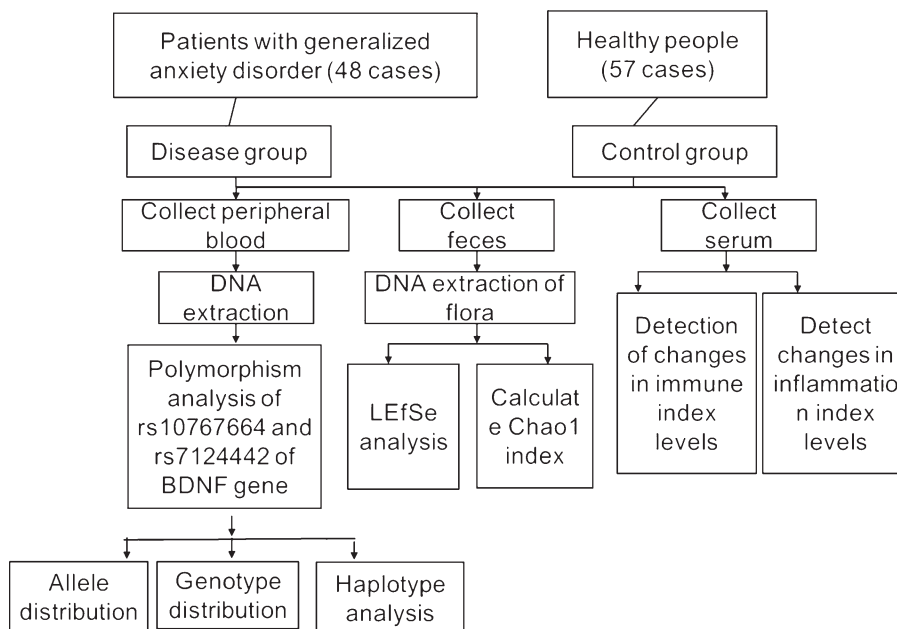 Patients with generalized
anxiety disorder (48 cases)
Healthy people
(57 cases)
Disease group
Control group
Collect peripheral
blood
Collect
feces
Collect
serum
DNA
extraction
DNA extraction of
flora
Detection
of changes
in immune
index
levels
Detect
changes in
inflammatio
n index
levels
Polymorphism
analysis of
rs10767664 and
rs7124442 of
BDNF gene
LEfSe
analysis
Calculat
e Chao1
index
Allele
distribution
Genotype
distribution
Haplotype
analysis